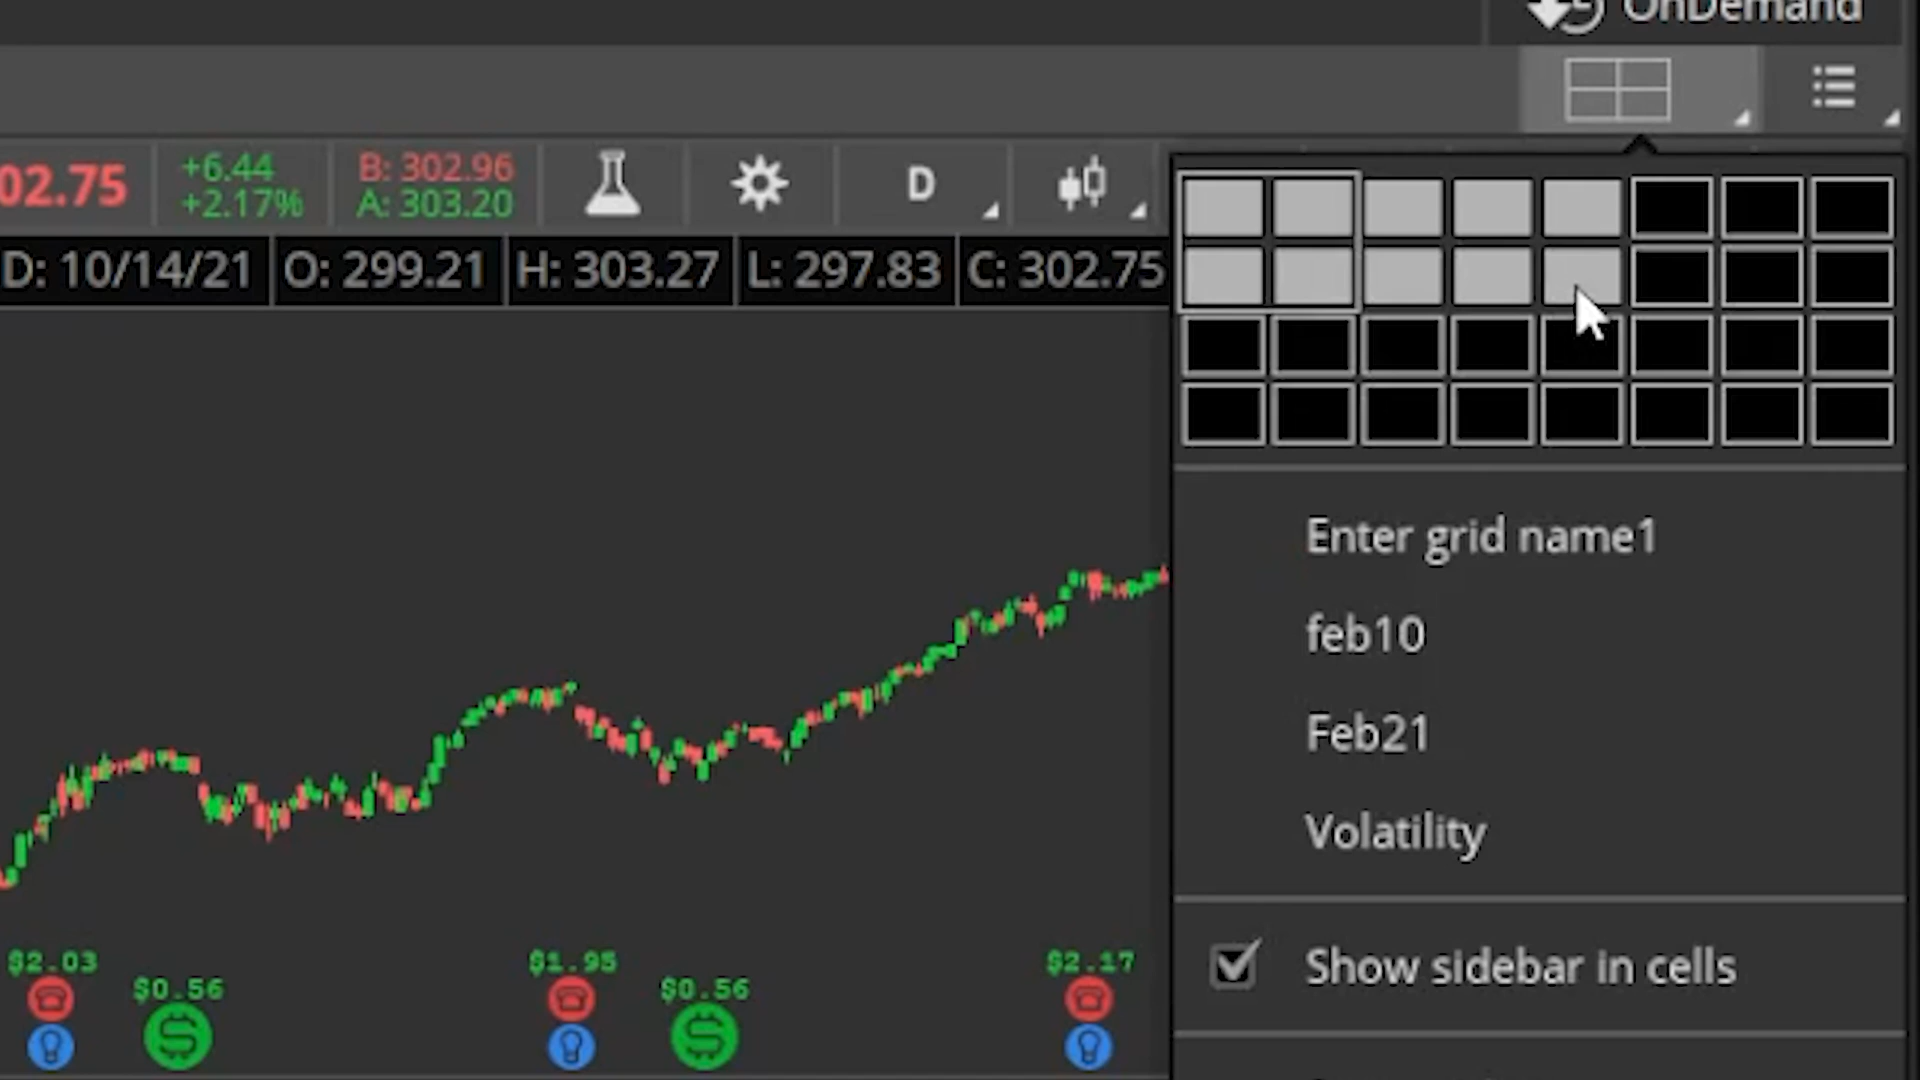 OnDemand
02.75
+6.44
+2.17%
B: 302.96
A: 303.20
D
D: 10/14/21 O: 299.21 H: 303.27 L: 297.83 C: 302.75
Enter grid name1
feb10
Feb21
Volatility
Show sidebar in cells
$2.03
$0.56
$1.95
$0.56
$2.17